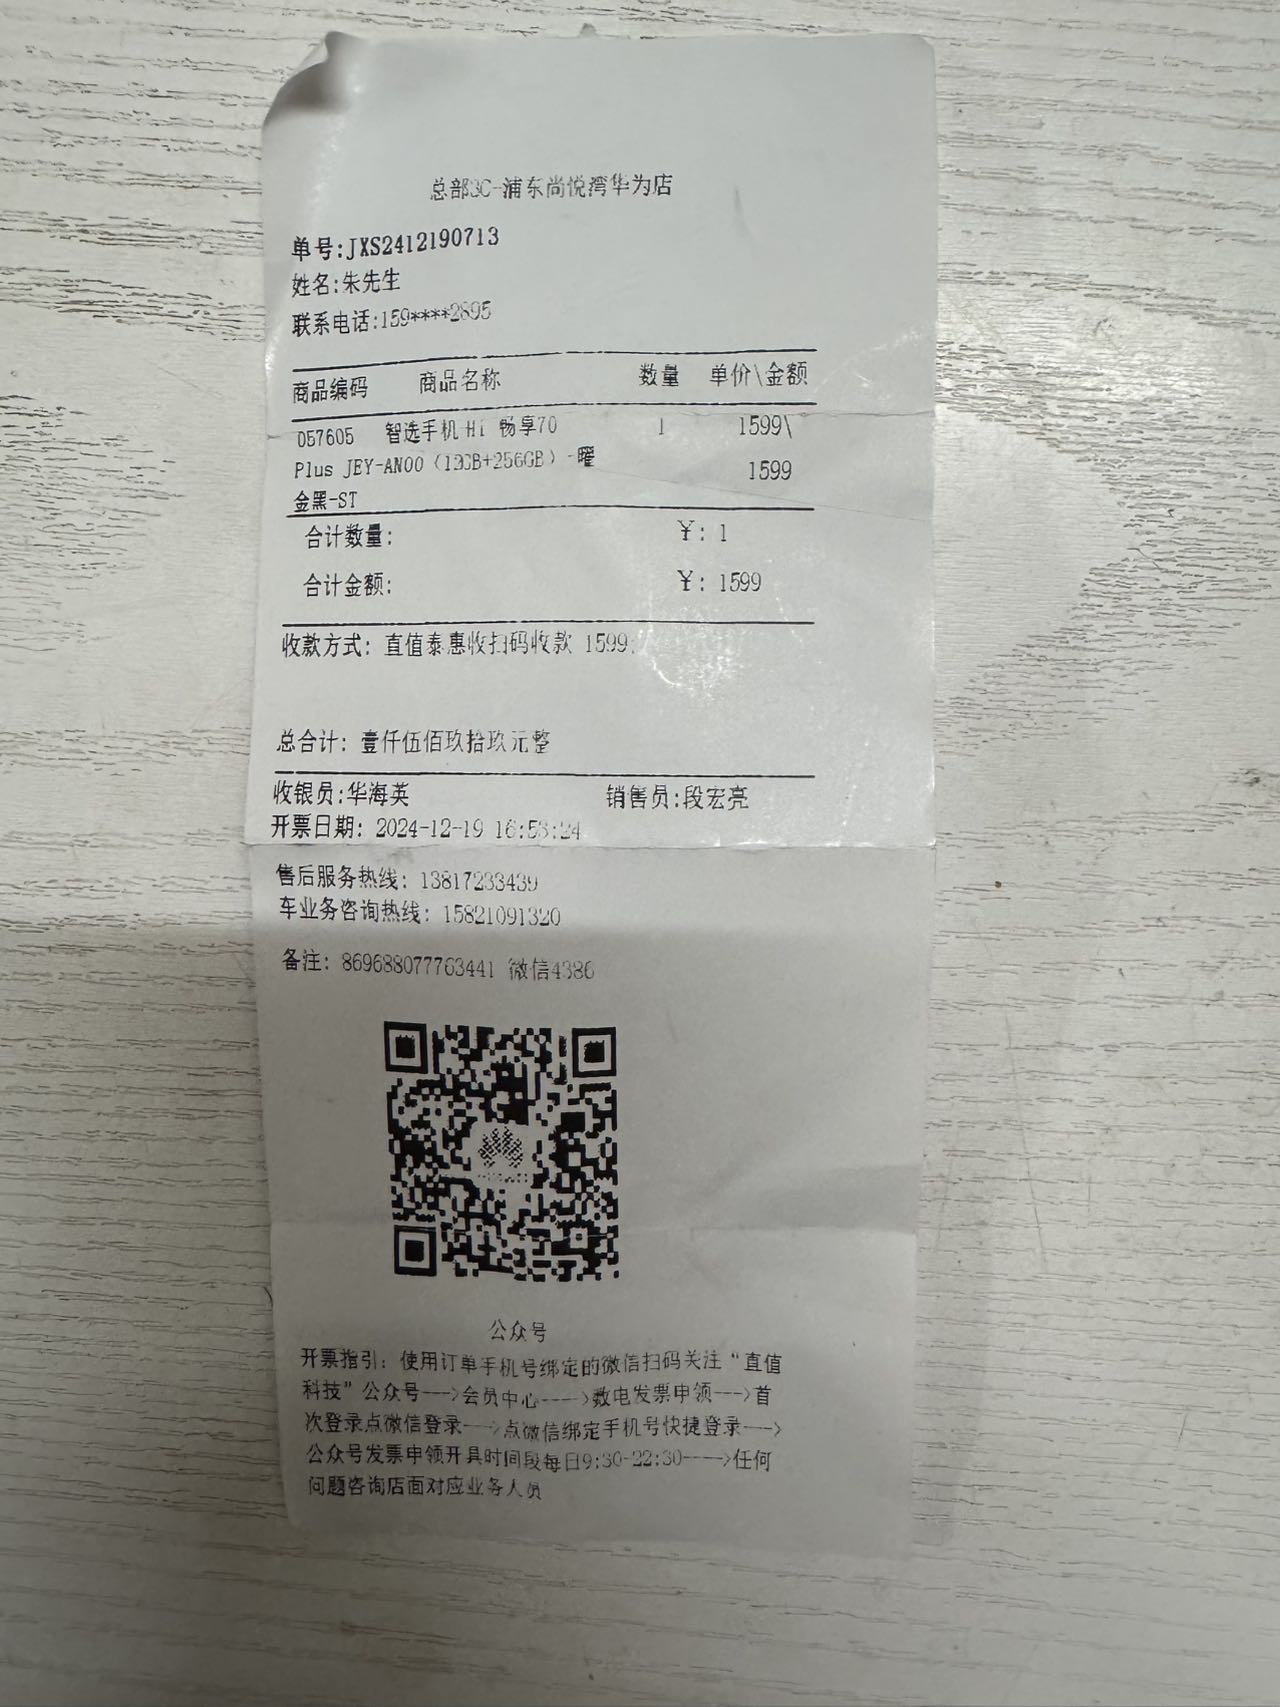 总部3C-浦东尚悦湾华为店
单号:JXS2412190713
姓名:朱先生
联系电话:159****2895
商品编码 商品名称 数量 单价\金额
057605 智选手机 Hi 畅享70 1 1599\
Plus JEY-AN00 (12GB+256GB) -曜 1599
金黑-ST
合计数量: ¥: 1
合计金额: ¥: 1599
收款方式: 直值泰惠收扫码收款 1599;
总合计: 壹仟伍佰玖拾玖元整
收银员:华海英 销售员:段宏亮
开票日期: 2024-12-19 16:53:24
售后服务热线: 13817233439
车业务咨询热线: 15821091320
备注: 869688077763441 微信4386
公众号
开票指引: 使用订单手机号绑定的微信扫码关注“直值
科技”公众号--->会员中心---->数电发票申领--->首
次登录点微信登录--->点微信绑定手机号快捷登录--->
公众号发票申领开具时间段每日9:30-22:30---->任何
问题咨询店面对应业务人员